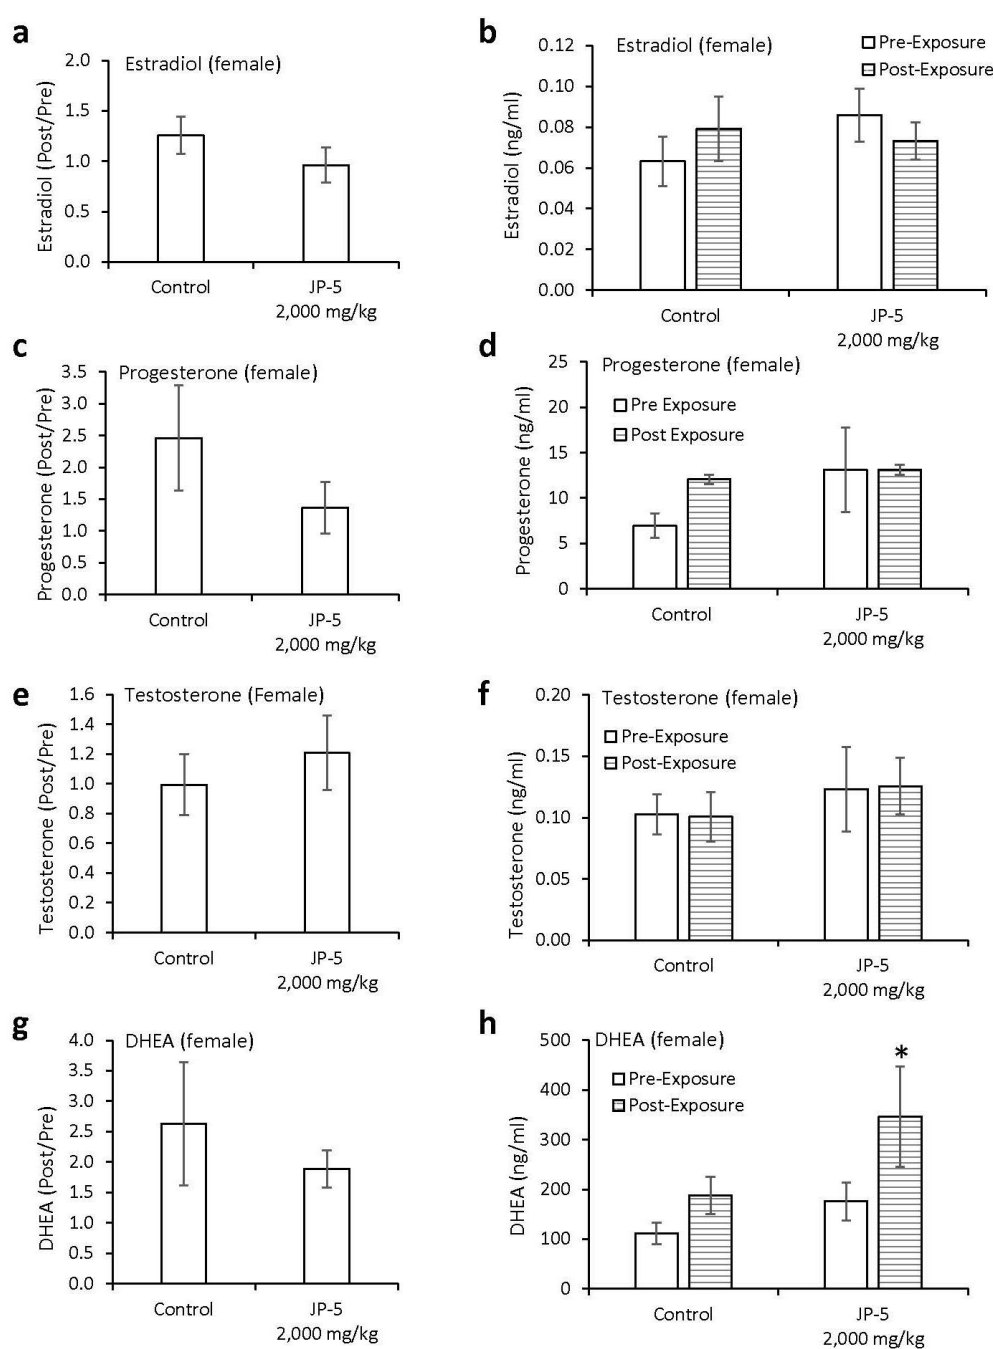 a
Estradiol (female)
Estradiol (Post/Pre)
2.0
1.5
1.0
0.5
0.0
Control
JP-5
2,000 mg/kg
b
Estradiol (female)
Pre-Exposure
Post-Exposure
Estradiol (ng/ml)
0.12
0.10
0.08
0.06
0.04
0.02
0.00
Control
JP-5
2,000 mg/kg
c
Progesterone (female)
Progesterone (Post/Pre)
3.5
3.0
2.5
2.0
1.5
1.0
0.5
0.0
Control
JP-5
2,000 mg/kg
d
Progesterone (female)
Pre Exposure
Post Exposure
Progesterone (ng/ml)
25
20
15
10
5
0
Control
JP-5
2,000 mg/kg
e
Testosterone (Female)
Testosterone (Post/Pre)
1.6
1.4
1.2
1.0
0.8
0.6
0.4
0.2
0.0
Control
JP-5
2,000 mg/kg
f
Testosterone (female)
Pre-Exposure
Post-Exposure
Testosterone (ng/ml)
0.20
0.15
0.10
0.05
0.00
Control
JP-5
2,000 mg/kg
g
DHEA (female)
DHEA (Post/Pre)
4.0
3.5
3.0
2.5
2.0
1.5
1.0
0.5
0.0
Control
JP-5
2,000 mg/kg
h
DHEA (female)
Pre-Exposure
Post-Exposure
*
DHEA (ng/ml)
500
400
300
200
100
0
Control
JP-5
2,000 mg/kg